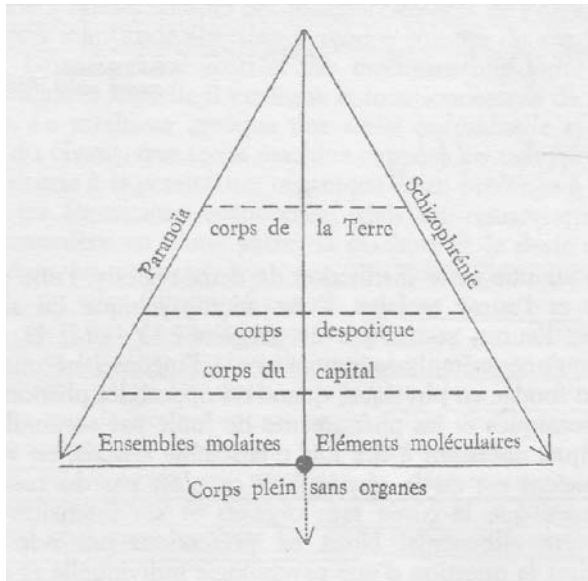 Paranoïa
Schizophrénie
corps de la Terre
corps despotique
corps du capital
Ensembles molaires Eléments moléculaires
Corps plein sans organes